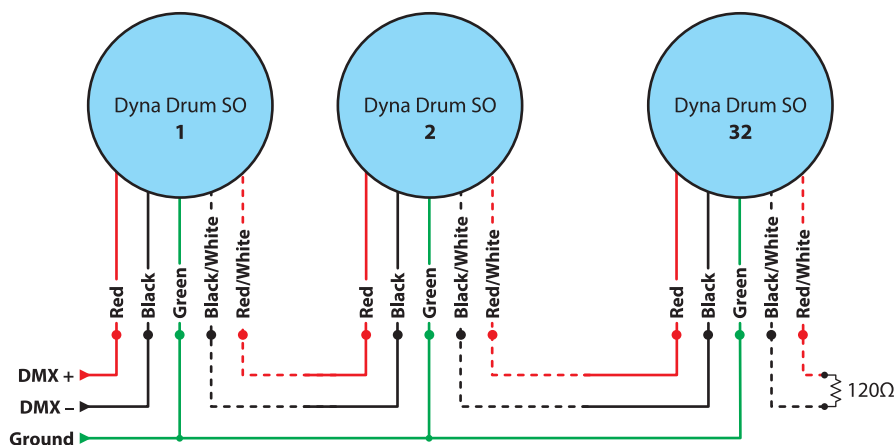 Dyna Drum SO
1
Dyna Drum SO
2
Dyna Drum SO
32
Red
Black
Green
Black/White
Red/White
Red
Black
Green
Black/White
Red/White
Red
Black
Green
Black/White
Red/White
DMX +
DMX –
Ground
120Ω